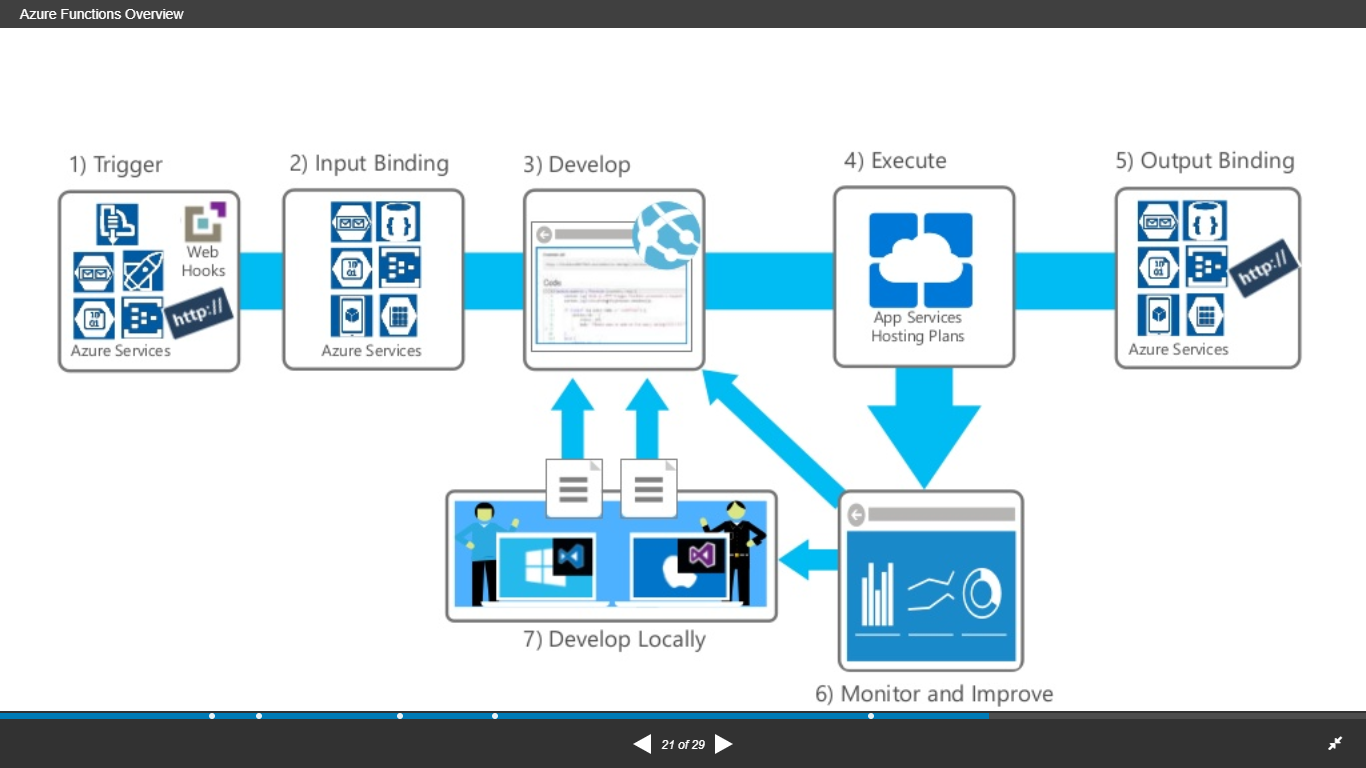 Azure Functions Overview
1) Trigger
2) Input Binding
3) Develop
4) Execute
5) Output Binding
Web
Hooks
http://
Azure Services
Azure Services
Code
App Services
Hosting Plans
http://
Azure Services
7) Develop Locally
6) Monitor and Improve
21 of 29